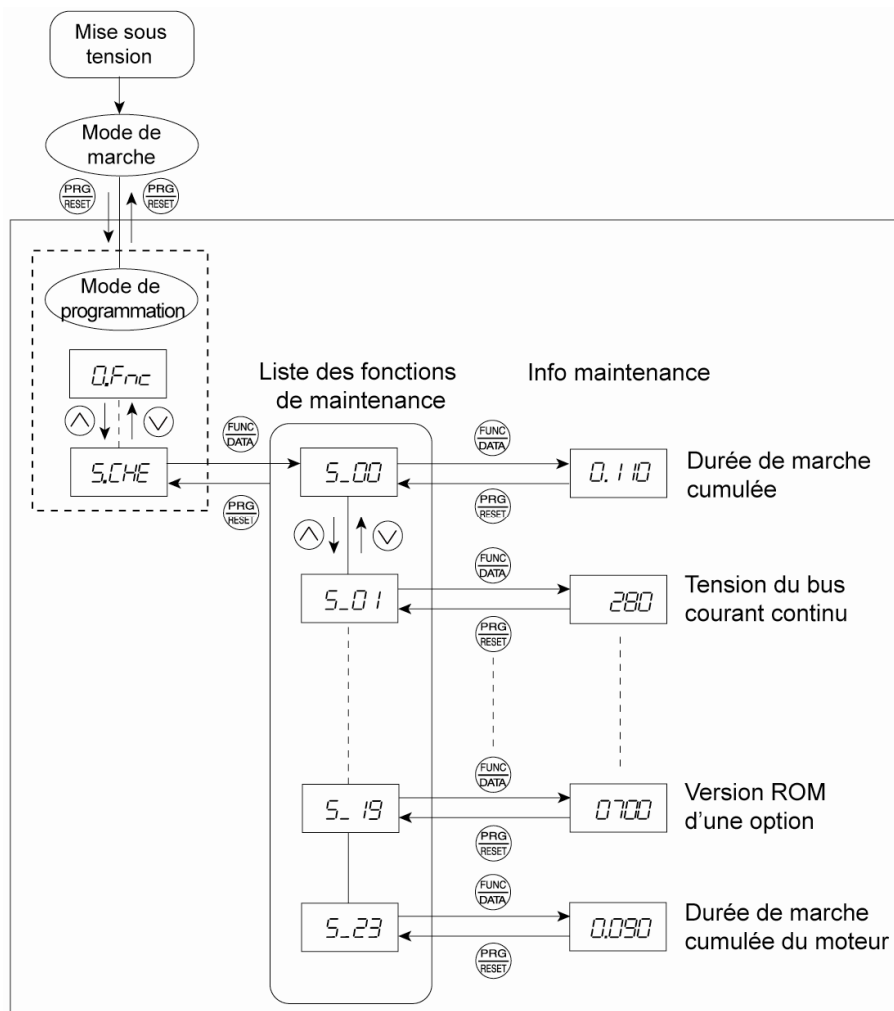 Mise sous
tension
Mode de
marche
PRG
RESET
PRG
RESET
Mode de
programmation
0.Fnc
Liste des fonctions
de maintenance
Info maintenance
FUNC
DATA
FUNC
DATA
5.CHE
5_00
0.110
Durée de marche
cumulée
PRG
RESET
PRG
RESET
FUNC
DATA
5_01
280
Tension du bus
courant continu
PRG
RESET
FUNC
DATA
5_19
0700
Version ROM
d'une option
PRG
RESET
FUNC
DATA
5_23
0.090
Durée de marche
cumulée du moteur
PRG
RESET